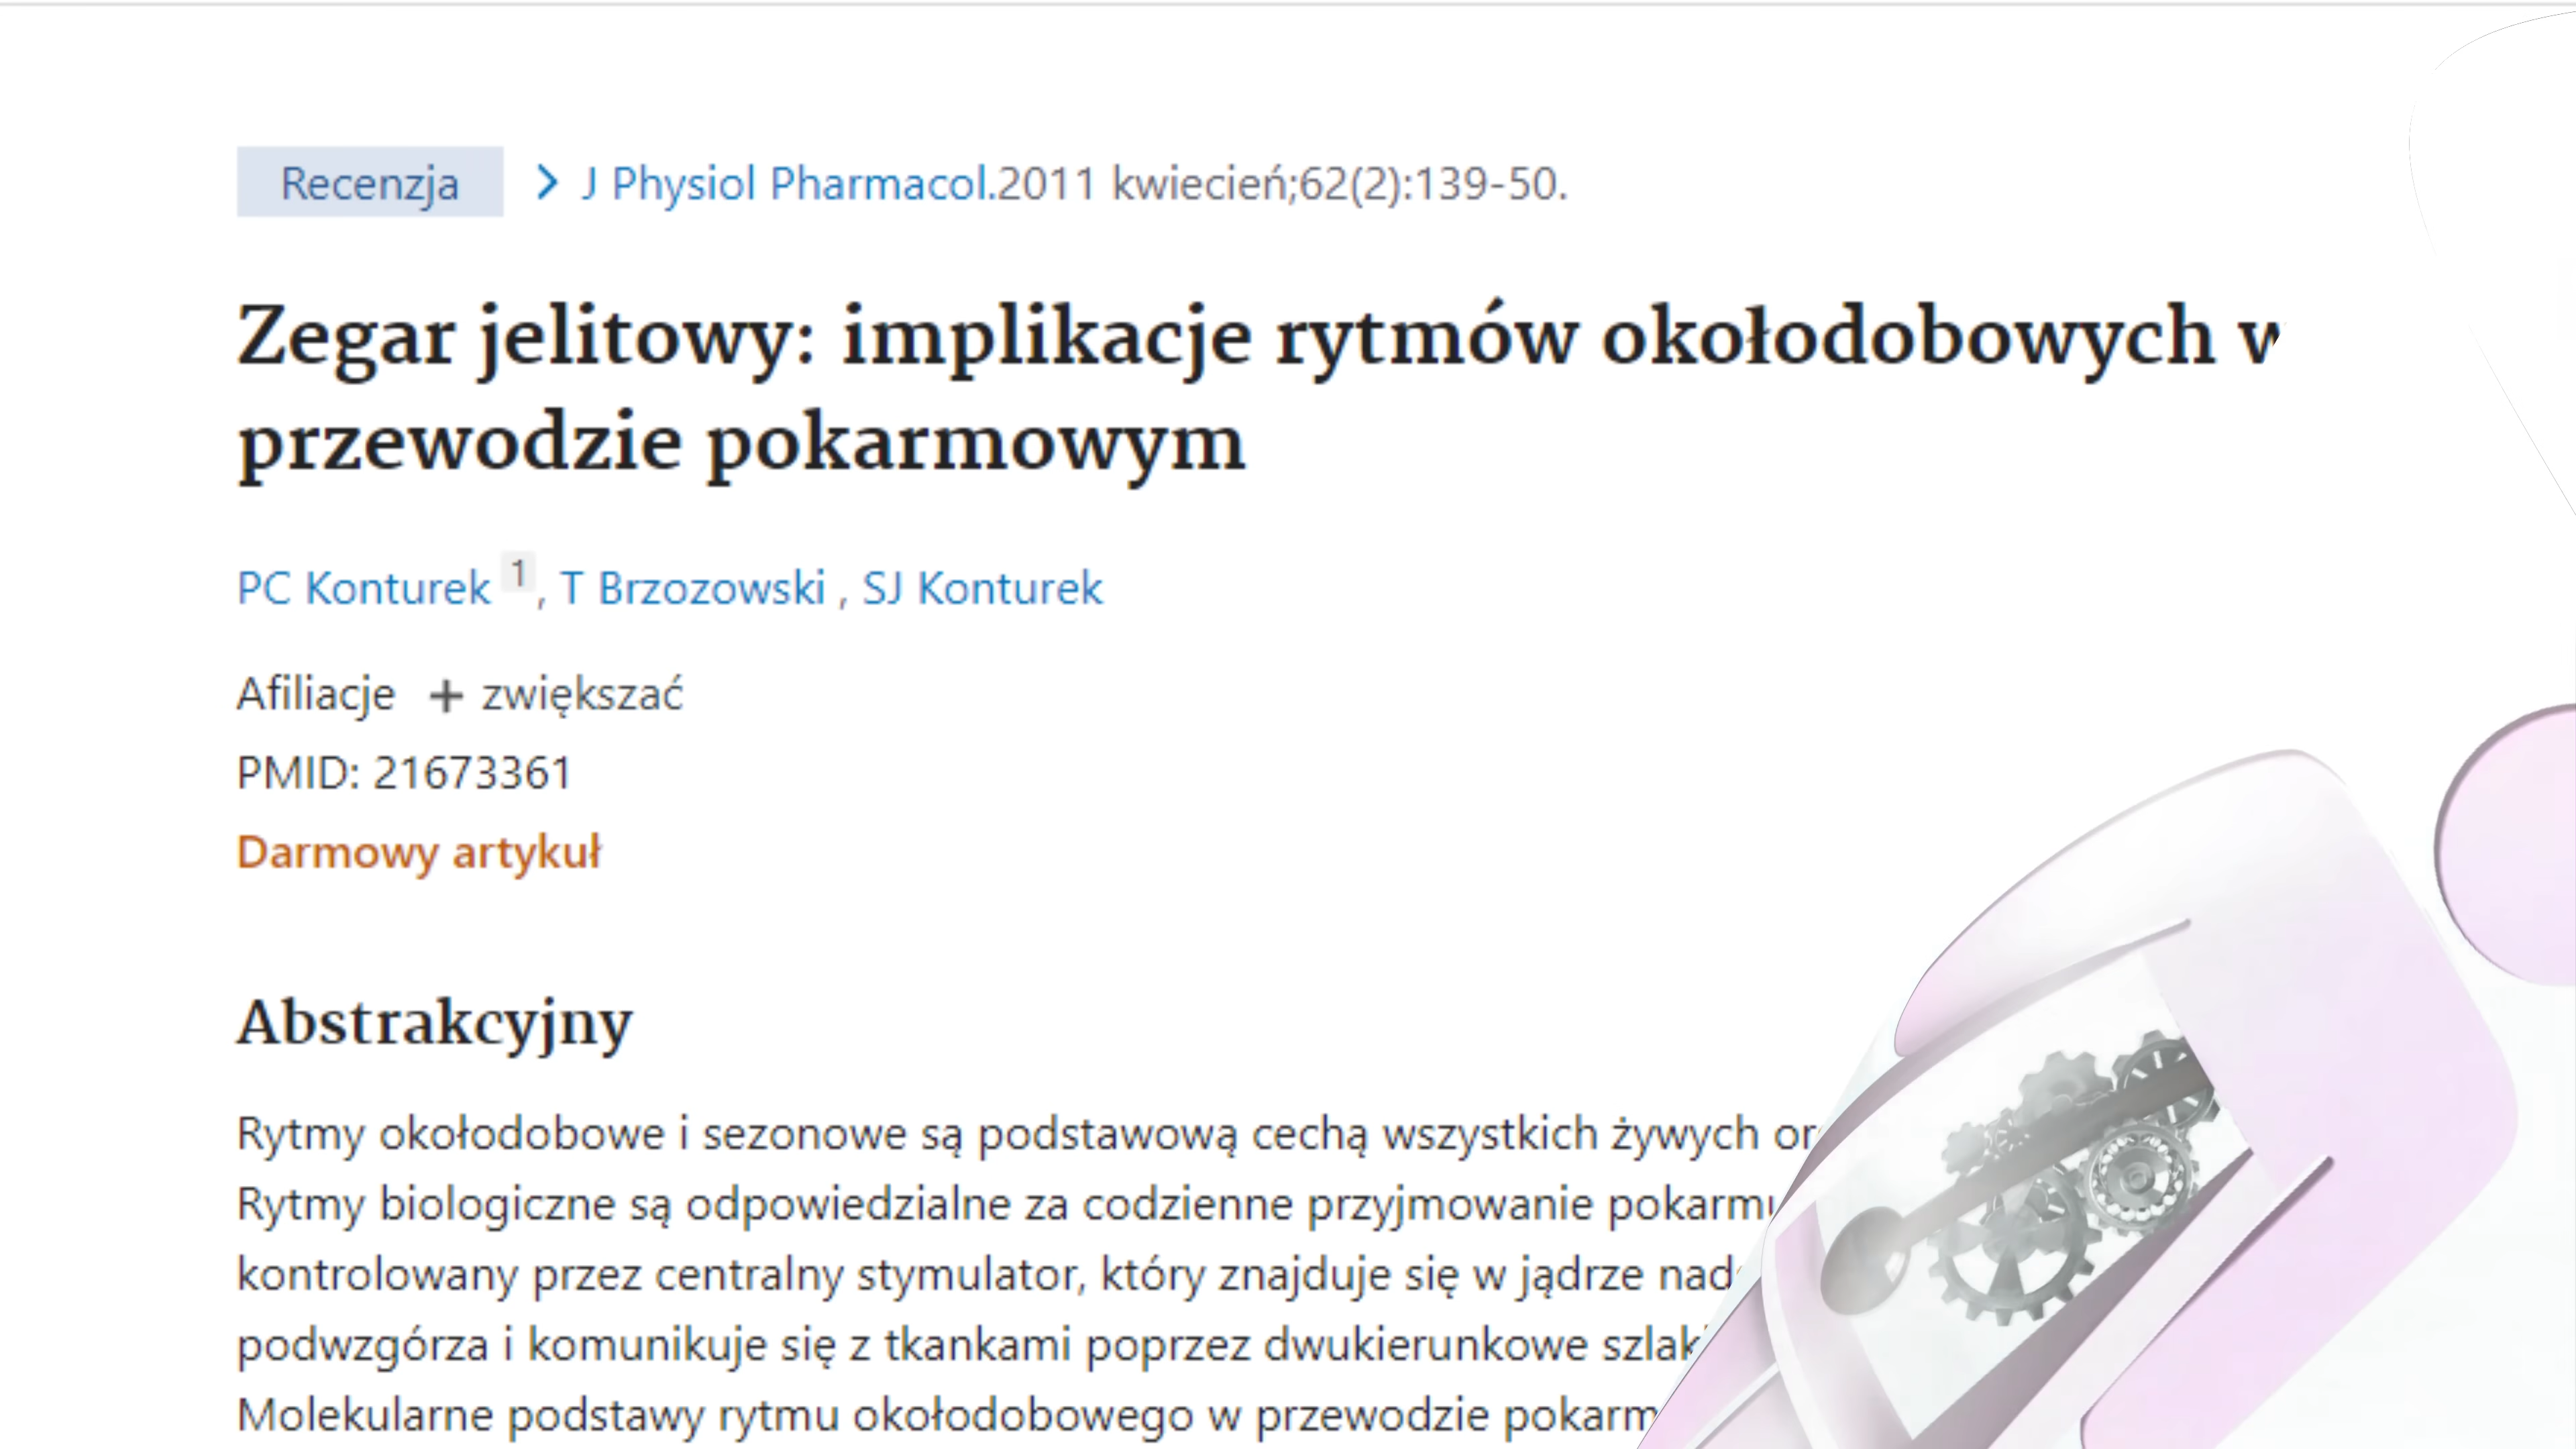 Recenzja > J Physiol Pharmacol.2011 kwiecień;62(2):139-50.
Zegar jelitowy: implikacje rytmów okołodobowych w
przewodzie pokarmowym
PC Konturek 1, T Brzozowski , SJ Konturek
Afiliacje + zwiększać
PMID: 21673361
Darmowy artykuł
Abstrakcyjny
Rytmy okołodobowe i sezonowe są podstawową cechą wszystkich żywych
Rytmy biologiczne są odpowiedzialne za codzienne przyjmowanie pokarmu
kontrolowany przez centralny stymulator, który znajduje się w jądrze
podwzgórza i komunikuje się z tkankami poprzez dwukierunkowe
Molekularne podstawy rytmu okołodobowego w przewodzie